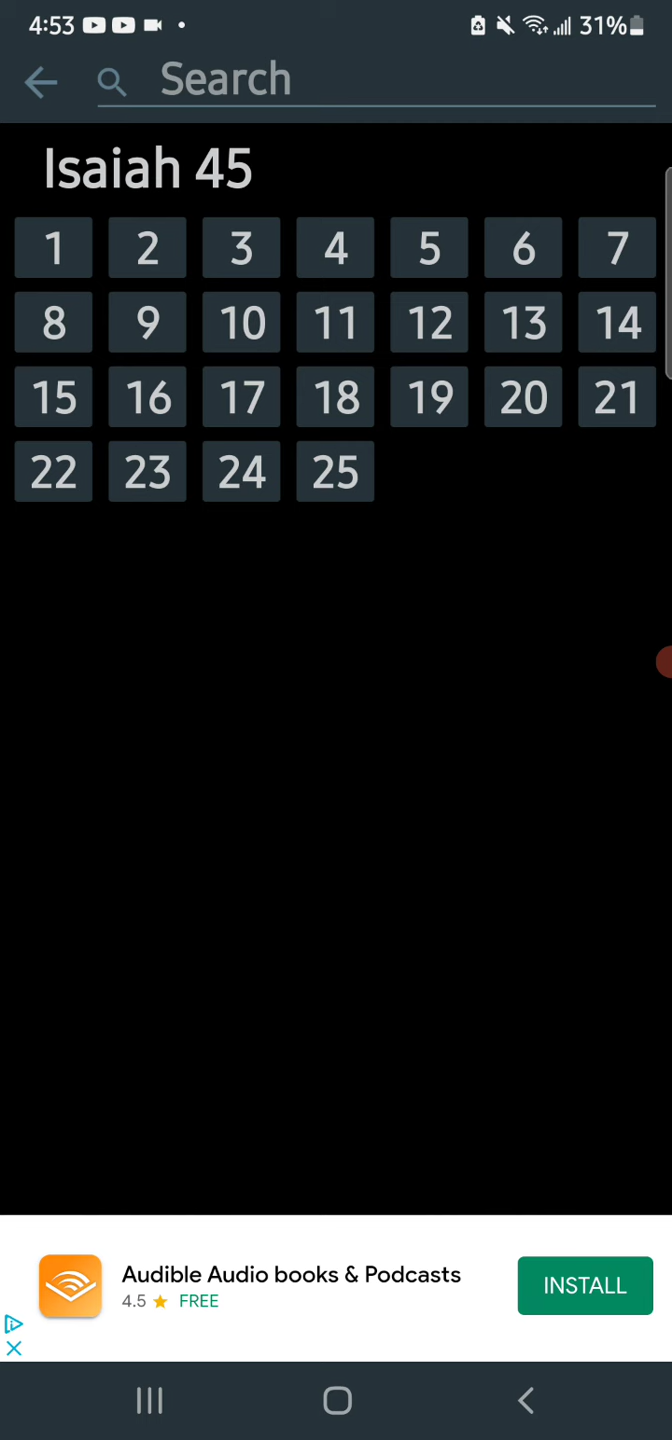 4:53 31%
Search
Isaiah 45
1 2 3 4 5 6 7
8 9 10 11 12 13 14
15 16 17 18 19 20 21
22 23 24 25
Audible Audio books & Podcasts
4.5 ★ FREE
INSTALL